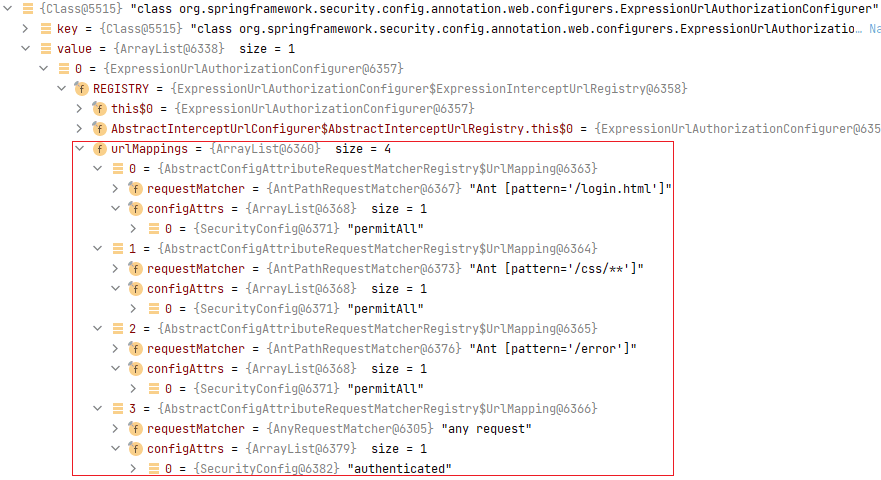 {Class@5515} "class org.springframework.security.config.annotation.web.configurers.ExpressionUrlAuthorizationConfigurer"
key = {Class@5515} "class org.springframework.security.config.annotation.web.configurers.ExpressionUrlAuthorizatio… Na
value = {ArrayList@6338} size = 1
0 = {ExpressionUrlAuthorizationConfigurer@6357}
f REGISTRY = {ExpressionUrlAuthorizationConfigurer$ExpressionInterceptUrlRegistry@6358}
f this$0 = {ExpressionUrlAuthorizationConfigurer@6357}
f AbstractInterceptUrlConfigurer$AbstractInterceptUrlRegistry.this$0 = {ExpressionUrlAuthorizationConfigurer@635
f urlMappings = {ArrayList@6360} size = 4
0 = {AbstractConfigAttributeRequestMatcherRegistry$UrlMapping@6363}
f requestMatcher = {AntPathRequestMatcher@6367} "Ant [pattern='/login.html']"
f configAttrs = {ArrayList@6368} size = 1
0 = {SecurityConfig@6371} "permitAll"
1 = {AbstractConfigAttributeRequestMatcherRegistry$UrlMapping@6364}
f requestMatcher = {AntPathRequestMatcher@6373} "Ant [pattern='/css/**']"
f configAttrs = {ArrayList@6368} size = 1
0 = {SecurityConfig@6371} "permitAll"
2 = {AbstractConfigAttributeRequestMatcherRegistry$UrlMapping@6365}
f requestMatcher = {AntPathRequestMatcher@6376} "Ant [pattern='/error']"
f configAttrs = {ArrayList@6368} size = 1
0 = {SecurityConfig@6371} "permitAll"
3 = {AbstractConfigAttributeRequestMatcherRegistry$UrlMapping@6366}
f requestMatcher = {AnyRequestMatcher@6305} "any request"
f configAttrs = {ArrayList@6379} size = 1
0 = {SecurityConfig@6382} "authenticated"